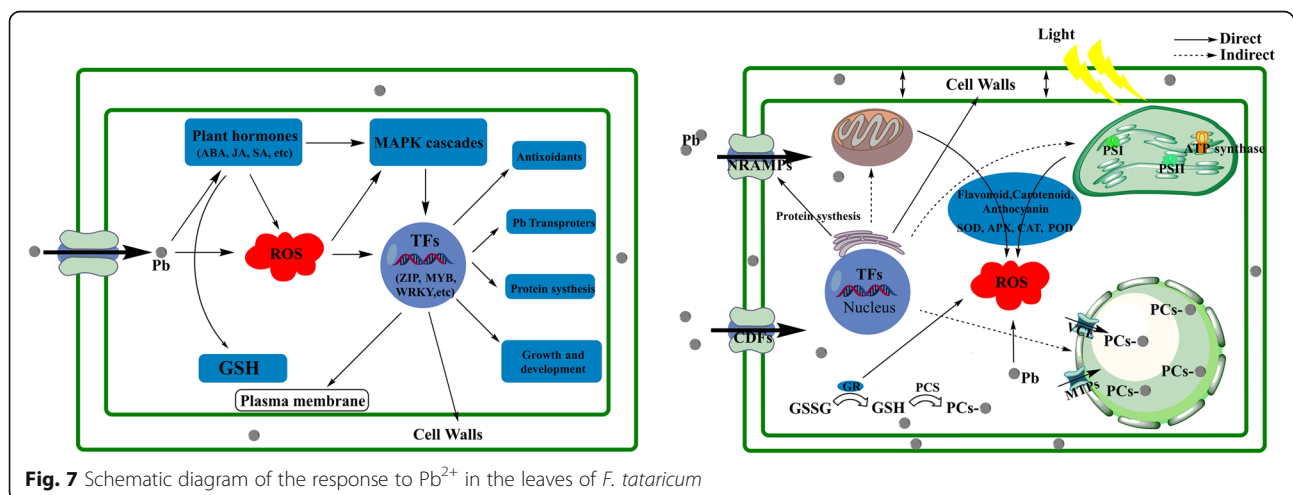 Plant hormones
(ABA, JA, SA, etc)
MAPK cascades
Antixoidants
Pb Transproters
Protein systhesis
Growth and
development
Pb
ROS
TFs
(ZIP, MYB,
WRKY,etc)
GSH
Plasma membrane
Cell Walls
Light
Direct
Indirect
Cell Walls
Pb
NRAMPs
PSI
ATP synthase
PSII
Flavonoid,Carotenoid,
Anthocyanin
SOD, APX, CAT, POD
Protein systhesis
TFs
Nucleus
ROS
CDFs
Pb
PCs-
VCE
PCs-
PCs-
MTPs
PCs-
GR
PCS
GSSG
GSH
PCs-
Fig. 7 Schematic diagram of the response to Pb2+ in the leaves of F. tataricum